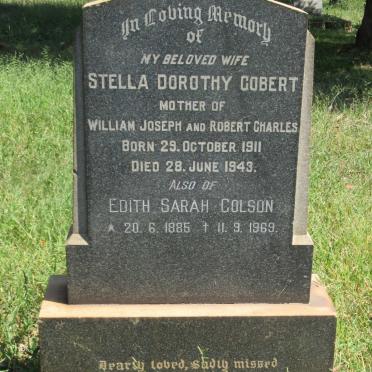 In Loving Memory
of
MY BELOVED WIFE
STELLA DOROTHY GOBERT
MOTHER OF
WILLIAM JOSEPH AND ROBERT CHARLES
BORN 29. OCTOBER 1911
DIED 28. JUNE 1943.
ALSO OF
EDITH SARAH COLSON
* 20. 6. 1885 † 11. 9. 1969.
Dearly loved, sadly missed